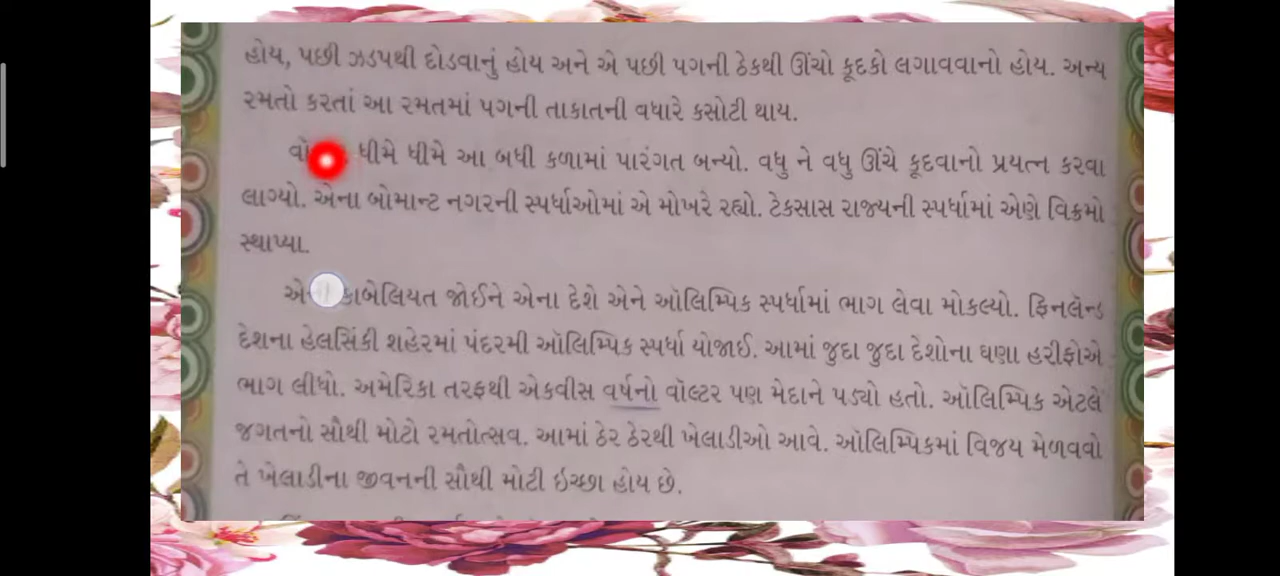 હોય, પછી ઝડપથી દોડવાનું હોય અને એ પછી પગની ઠેકથી ઊંચો કૂદકો લગાવવાનો હોય. અન્ય
રમતો કરતાં આ રમતમાં પગની તાકાતની વધારે કસોટી થાય.
ધીમે ધીમે આ બધી કળામાં પારંગત બન્યો. વધુ ને વધુ ઊંચે કૂદવાનો પ્રયત્ન કરવા
લાગ્યો. એના બોમાન્ટ નગરની સ્પર્ધાઓમાં એ મોખરે રહ્યો. ટેક્સાસ રાજ્યની સ્પર્ધામાં એણે વિક્રમો
સ્થાપ્યા.
કાબેલિયત જોઈને એના દેશે એને ઑલિમ્પિક સ્પર્ધામાં ભાગ લેવા મોકલ્યો. ફિનલૅન્ડ
દેશના હેલસિંકી શહેરમાં પંદરમી ઑલિમ્પિક સ્પર્ધા યોજાઈ. આમાં જુદા જુદા દેશોના ઘણા હરીફોએ
ભાગ લીધો. અમેરિકા તરફથી એકવીસ વર્ષનો વૉલ્ટર પણ મેદાને પડ્યો હતો. ઑલિમ્પિક એટલે
જગતનો સૌથી મોટો રમતોત્સવ. આમાં ઠેર ઠેરથી ખેલાડીઓ આવે. ઑલિમ્પિકમાં વિજય મેળવવો
તે ખેલાડીના જીવનની સૌથી મોટી ઇચ્છા હોય છે.